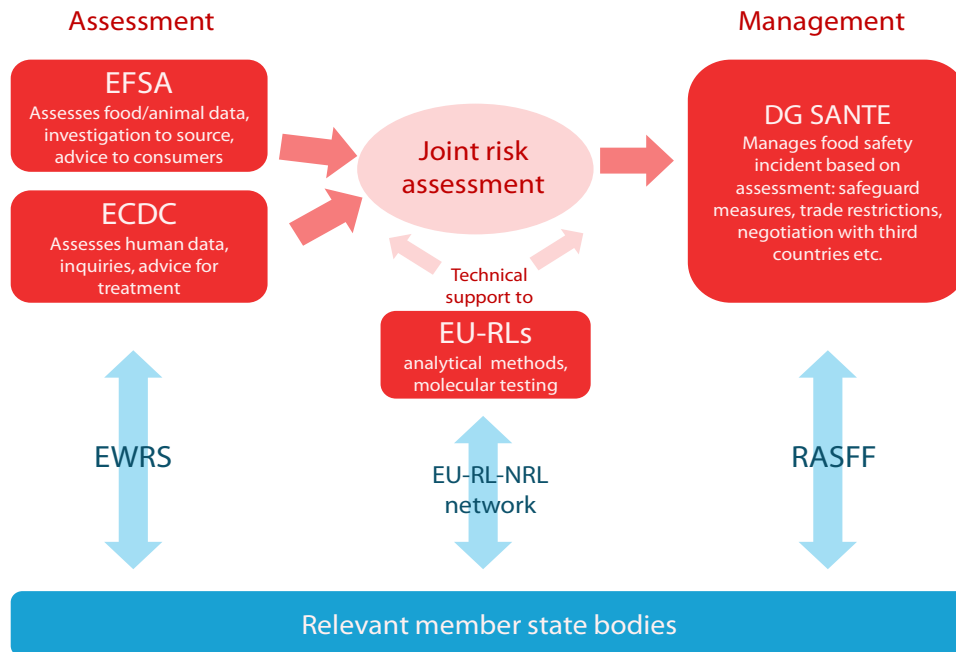 Assessment
Management
EFSA
Assesses food/animal data,
investigation to source,
advice to consumers
ECDC
Assesses human data,
inquiries, advice for
treatment
Joint risk
assessment
DG SANTE
Manages food safety
incident based on
assessment: safeguard
measures, trade restrictions,
negotiation with third
countries etc.
Technical
support to
EU-RLs
analytical methods,
molecular testing
EWRS
EU-RL-NRL
network
RASFF
Relevant member state bodies